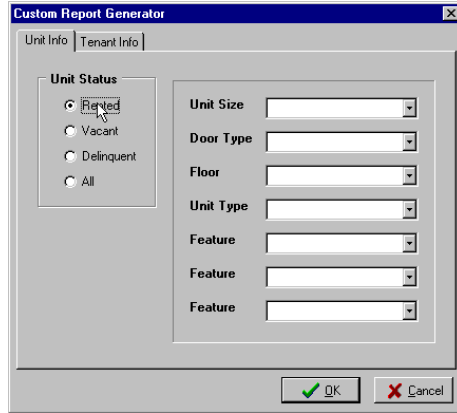 Custom Report Generator
Unit Info
Tenant Info
Unit Status
Rented
Vacant
Delinquent
All
Unit Size
Door Type
Floor
Unit Type
Feature
Feature
Feature
OK
Cancel